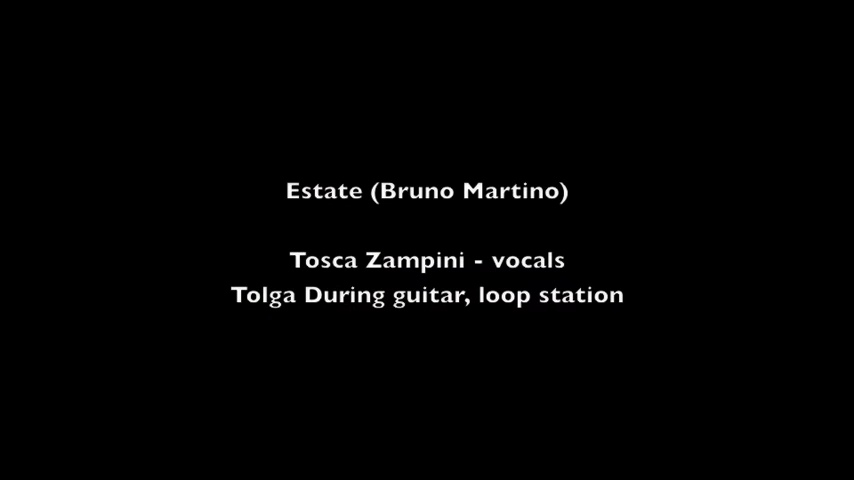 Estate (Bruno Martino)
Tosca Zampini - vocals
Tolga During guitar, loop station